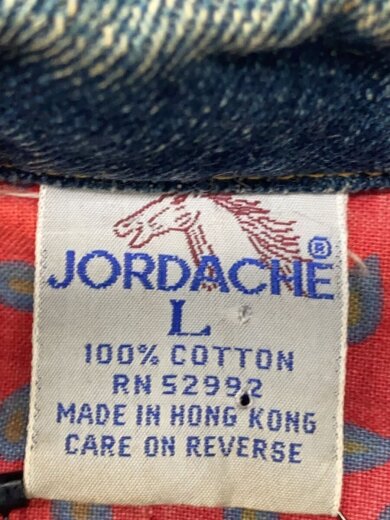 JORDACHE®
L
100% COTTON
RN 52992
MADE IN HONG KONG
CARE ON REVERSE